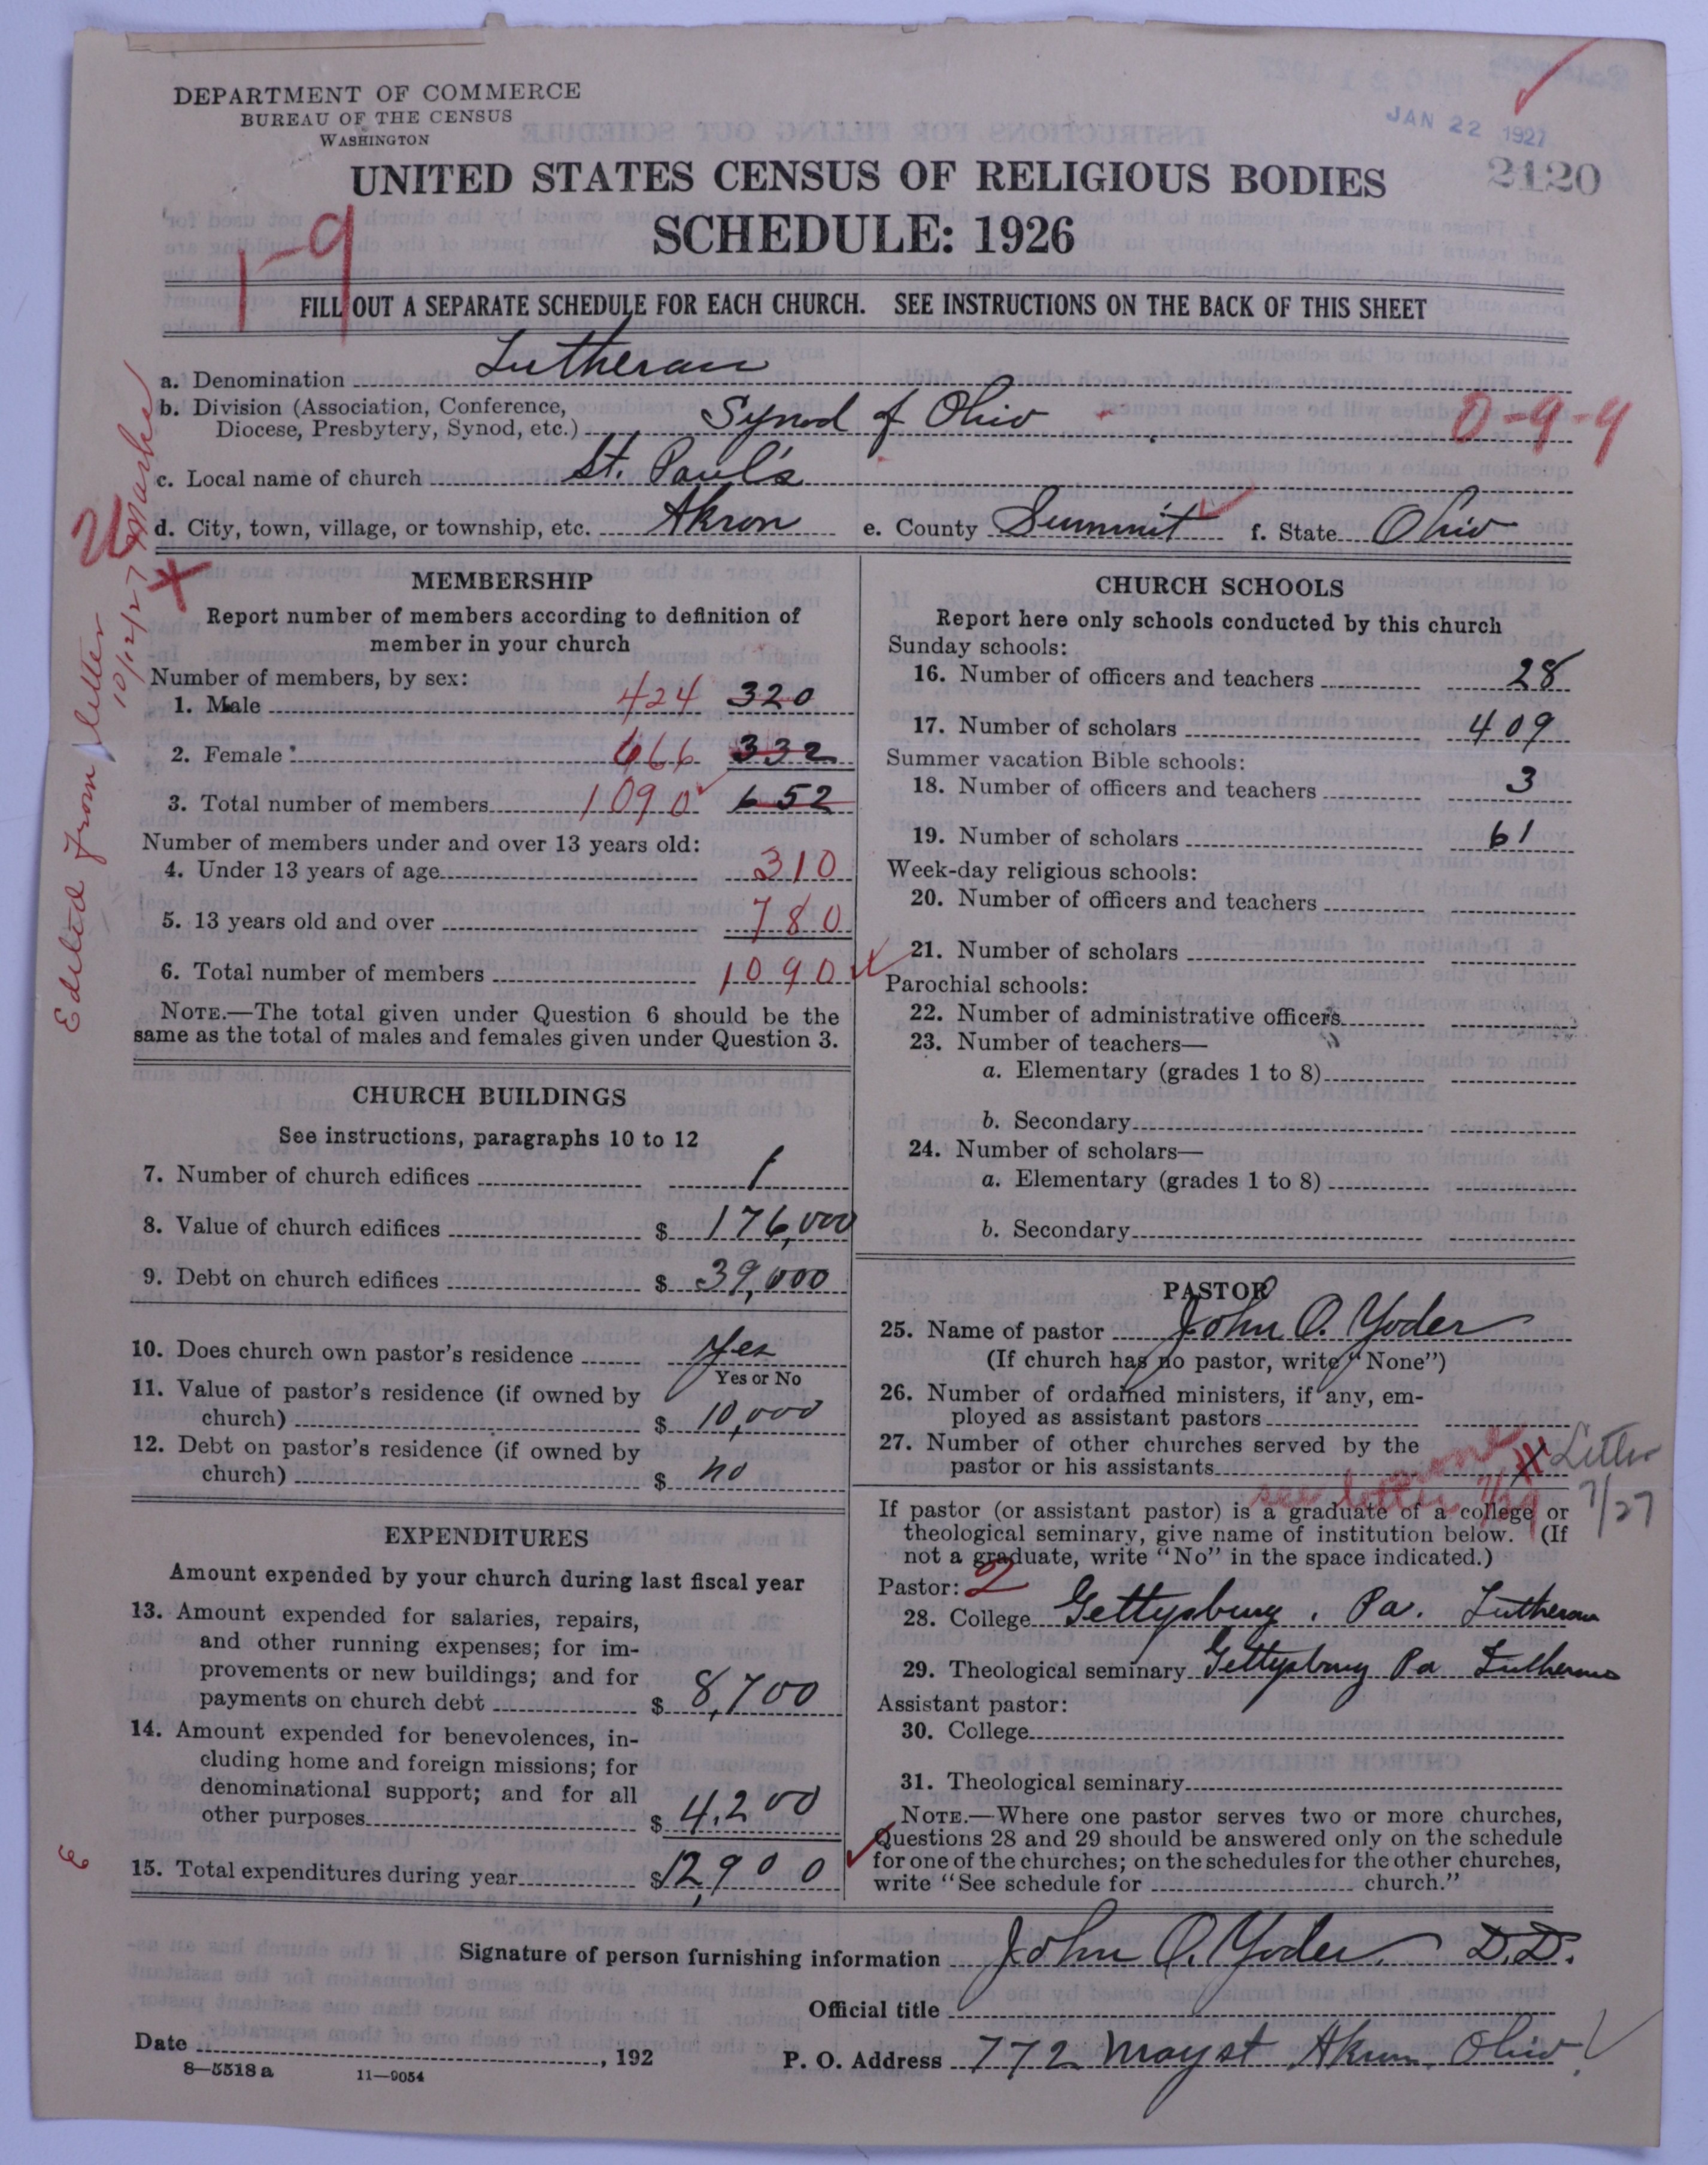 DEPARTMENT OF COMMERCE
BUREAU OF THE CENSUS
WASHINGTON
JAN 22 1927
2120
UNITED STATES CENSUS OF RELIGIOUS BODIES
SCHEDULE: 1926
1-9
FILL OUT A SEPARATE SCHEDULE FOR EACH CHURCH. SEE INSTRUCTIONS ON THE BACK OF THIS SHEET
a. Denomination Lutheran
b. Division (Association, Conference,
Diocese, Presbytery, Synod, etc.) Synod of Ohio 0-9-4
c. Local name of church St. Paul's
d. City, town, village, or township, etc. Akron e. County Summit f. State Ohio
Edited from letter
10/12/27
MEMBERSHIP
Report number of members according to definition of
member in your church
Number of members, by sex:
1. Male 424 320
2. Female 666 332
3. Total number of members 1090 652
Number of members under and over 13 years old:
4. Under 13 years of age 310
5. 13 years old and over 780
6. Total number of members 1090
NOTE.—The total given under Question 6 should be the
same as the total of males and females given under Question 3.
CHURCH BUILDINGS
See instructions, paragraphs 10 to 12
7. Number of church edifices 1
8. Value of church edifices $ 176,000
9. Debt on church edifices $ 39,000
10. Does church own pastor's residence Yes
Yes or No
11. Value of pastor's residence (if owned by
church) $ 10,000
12. Debt on pastor's residence (if owned by
church) $ no
EXPENDITURES
Amount expended by your church during last fiscal year
13. Amount expended for salaries, repairs,
and other running expenses; for im-
provements or new buildings; and for
payments on church debt $ 8,700
14. Amount expended for benevolences, in-
cluding home and foreign missions; for
denominational support; and for all
other purposes $ 4,200
15. Total expenditures during year $ 12,900
CHURCH SCHOOLS
Report here only schools conducted by this church
Sunday schools:
16. Number of officers and teachers 28
17. Number of scholars 409
Summer vacation Bible schools:
18. Number of officers and teachers 3
19. Number of scholars 61
Week-day religious schools:
20. Number of officers and teachers
21. Number of scholars
Parochial schools:
22. Number of administrative officers
23. Number of teachers—
a. Elementary (grades 1 to 8)
b. Secondary
24. Number of scholars—
a. Elementary (grades 1 to 8)
b. Secondary
PASTOR
25. Name of pastor John O. Yoder
(If church has no pastor, write "None")
26. Number of ordained ministers, if any, em-
ployed as assistant pastors
27. Number of other churches served by the
pastor or his assistants Letter
see letter 7/27
If pastor (or assistant pastor) is a graduate of a college or
theological seminary, give name of institution below. (If
not a graduate, write "No" in the space indicated.)
Pastor: 2
28. College Gettysburg, Pa. Lutheran
29. Theological seminary Gettysburg Pa Lutheran
Assistant pastor:
30. College
31. Theological seminary
NOTE.—Where one pastor serves two or more churches,
Questions 28 and 29 should be answered only on the schedule
for one of the churches; on the schedules for the other churches,
write "See schedule for church."
Signature of person furnishing information John O. Yoder D.D.
Official title
Date , 192
P. O. Address 772 May st Akron, Ohio
8—5518 a 11—9054